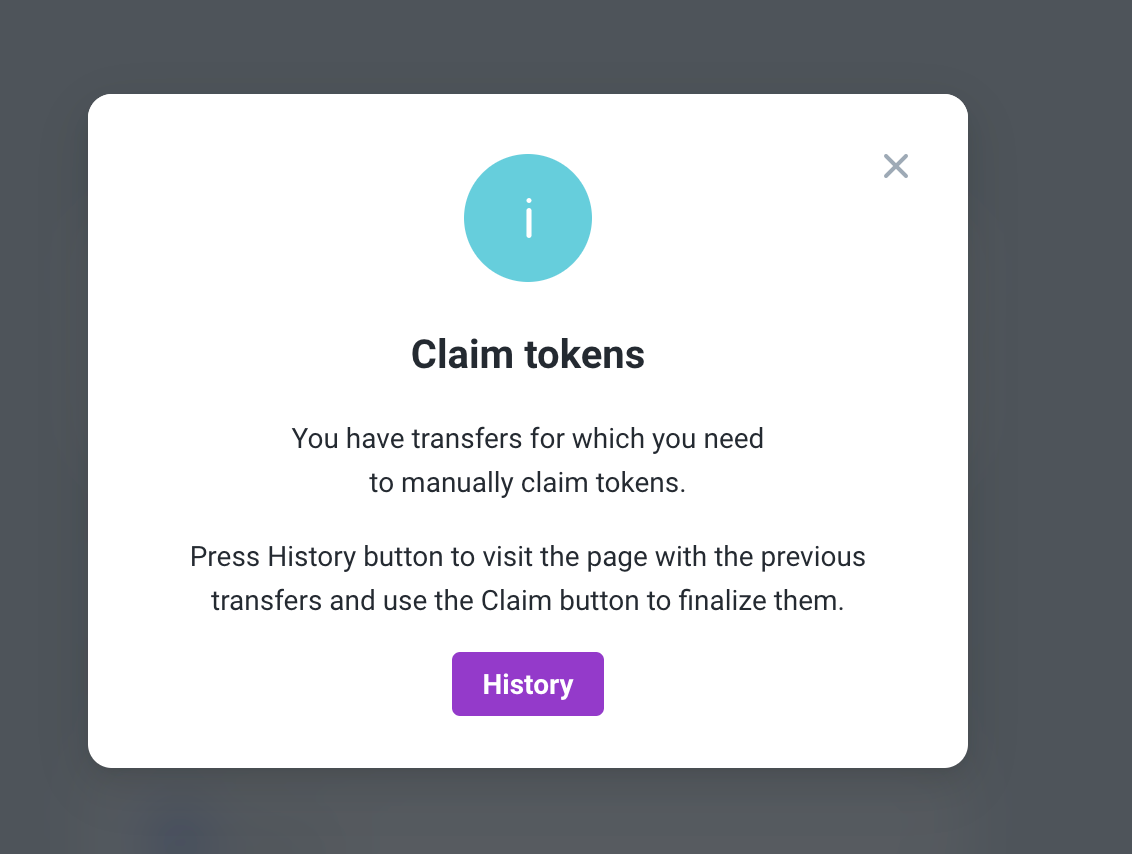 i
Claim tokens
You have transfers for which you need
to manually claim tokens.
Press History button to visit the page with the previous
transfers and use the Claim button to finalize them.
History